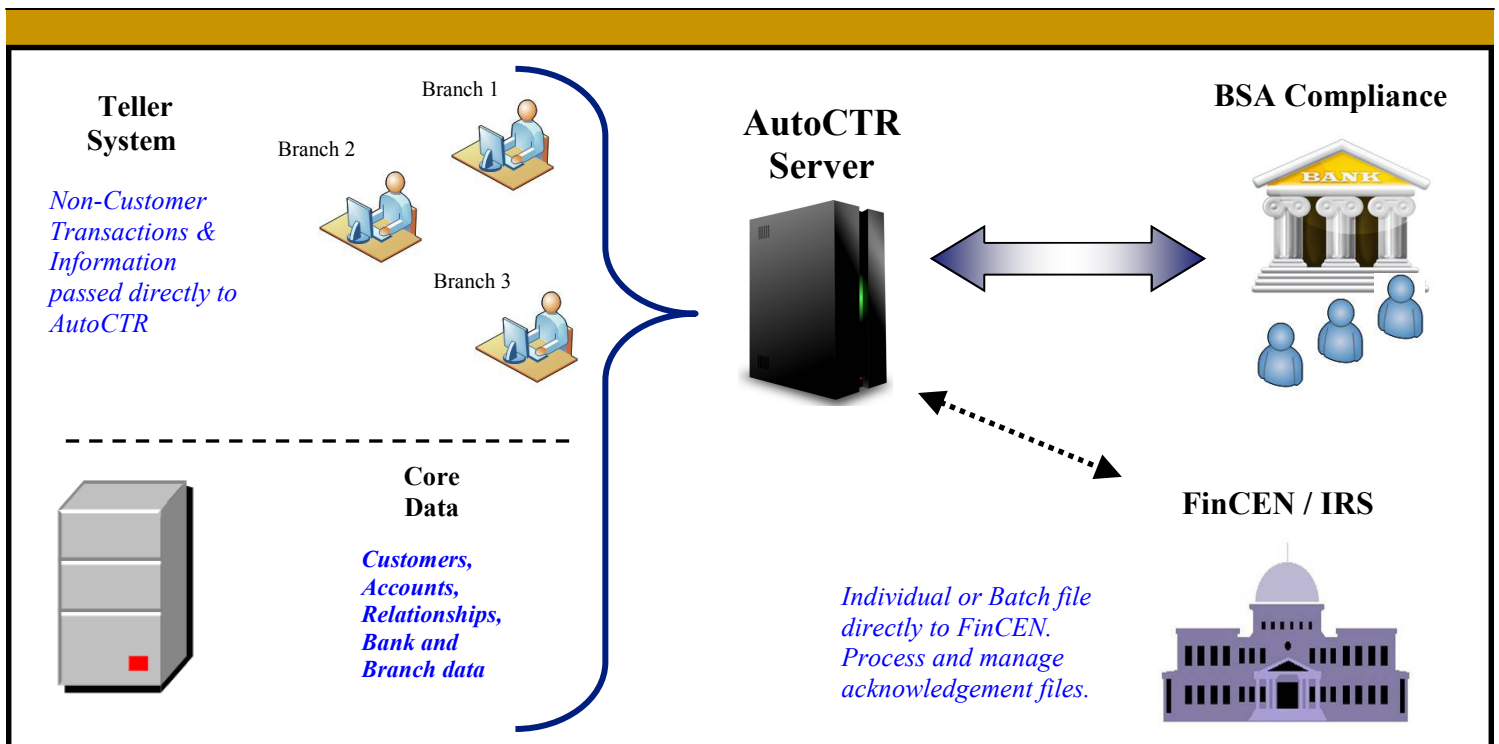 Teller
System
Non-Customer
Transactions &
Information
passed directly to
AutoCTR
Branch 1
Branch 2
Branch 3
Core
Data
Customers,
Accounts,
Relationships,
Bank and
Branch data
AutoCTR
Server
BSA Compliance
BANK
FinCEN / IRS
Individual or Batch file
directly to FinCEN.
Process and manage
acknowledgement files.